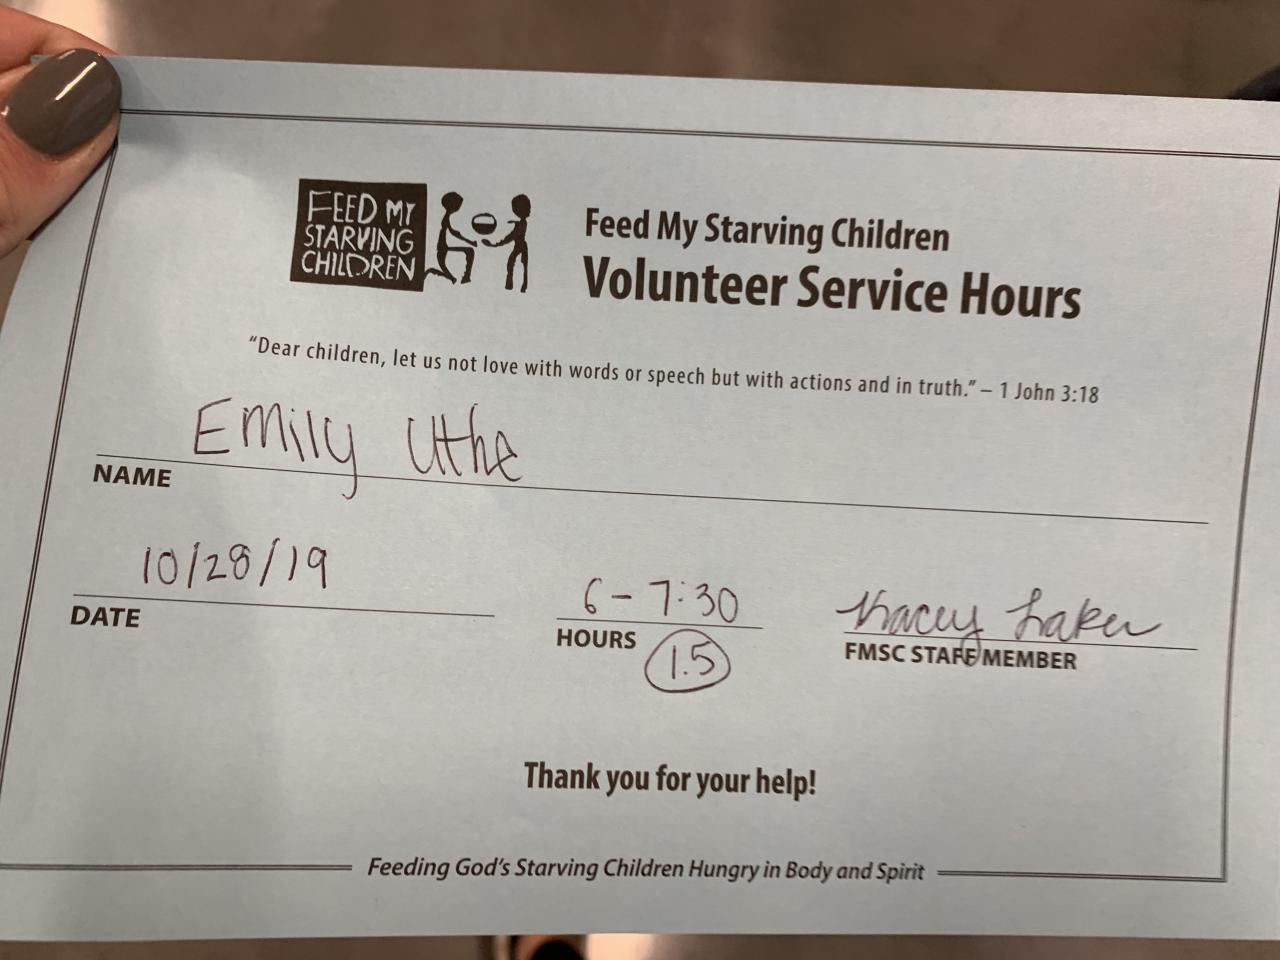 FEED MY
STARVING
CHILDREN
Feed My Starving Children
Volunteer Service Hours
"Dear children, let us not love with words or speech but with actions and in truth." – 1 John 3:18
Emily Uthe
NAME
10/28/19
DATE
6 - 7:30
HOURS
1.5
Stacey Laker
FMSC STAFF MEMBER
Thank you for your help!
Feeding God's Starving Children Hungry in Body and Spirit